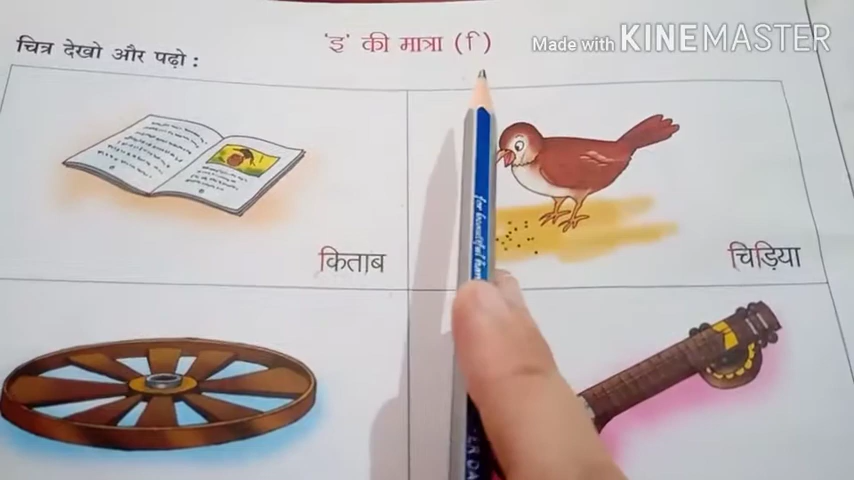 'इ' की मात्रा (ि)
Made with KINEMASTER
चित्र देखो और पढ़ो :
किताब
चिड़िया